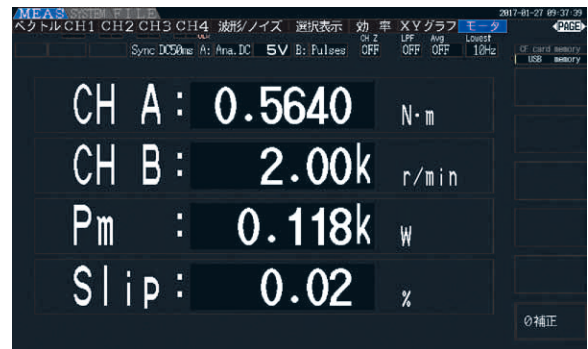 MEAS SYSTEM FILE 2017-01-27 09:37:39
ベクトル CH1 CH2 CH3 CH4 波形/ノイズ 選択表示 効 率 XYグラフ モータ ◀PAGE▶
CH Z LPF Avg Lowest
Sync DC50ms A: Ana.DC 5V B: Pulses OFF OFF OFF 10Hz
CF card memory
USB memory
CH A: 0.5640 N·m
CH B: 2.00k r/min
Pm : 0.118k W
Slip: 0.02 %
0補正